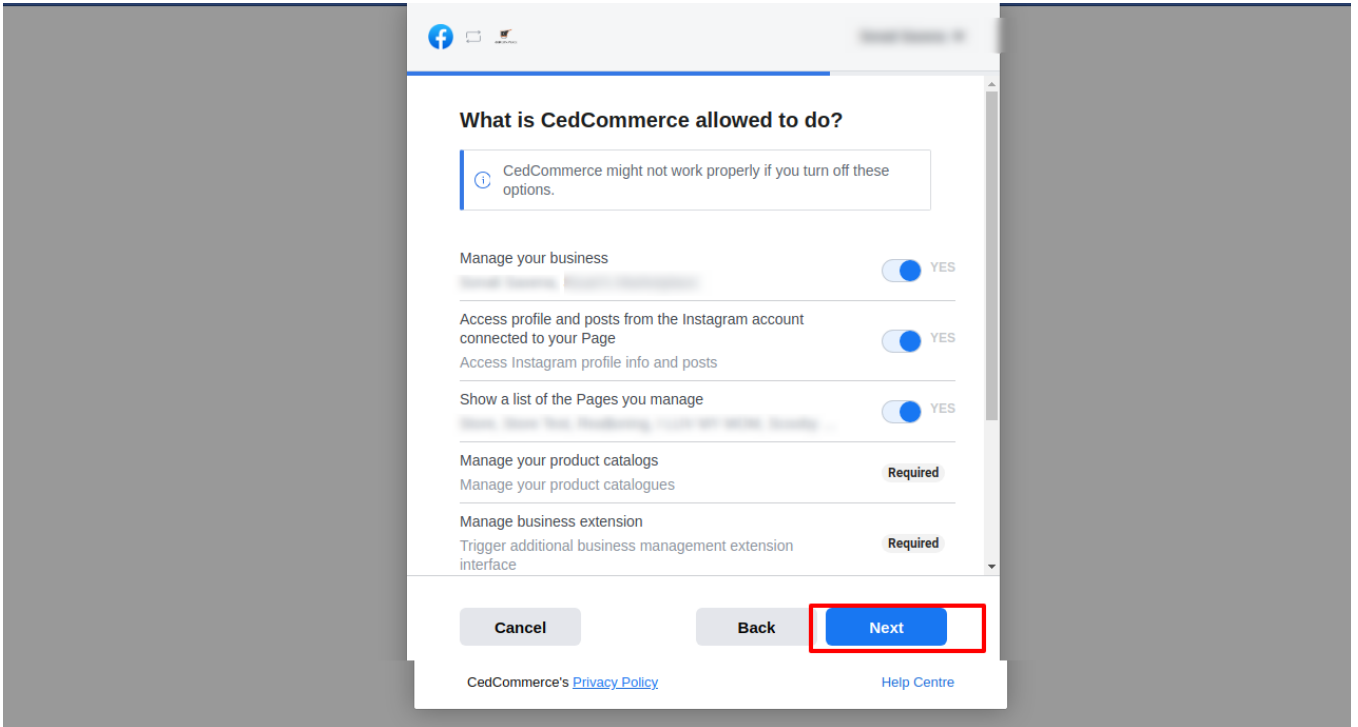 What is CedCommerce allowed to do?
CedCommerce might not work properly if you turn off these
options.
Manage your business
YES
Access profile and posts from the Instagram account
connected to your Page
YES
Access Instagram profile info and posts
Show a list of the Pages you manage
YES
Manage your product catalogs
Required
Manage your product catalogues
Manage business extension
Required
Trigger additional business management extension
interface
Cancel
Back
Next
CedCommerce's Privacy Policy
Help Centre